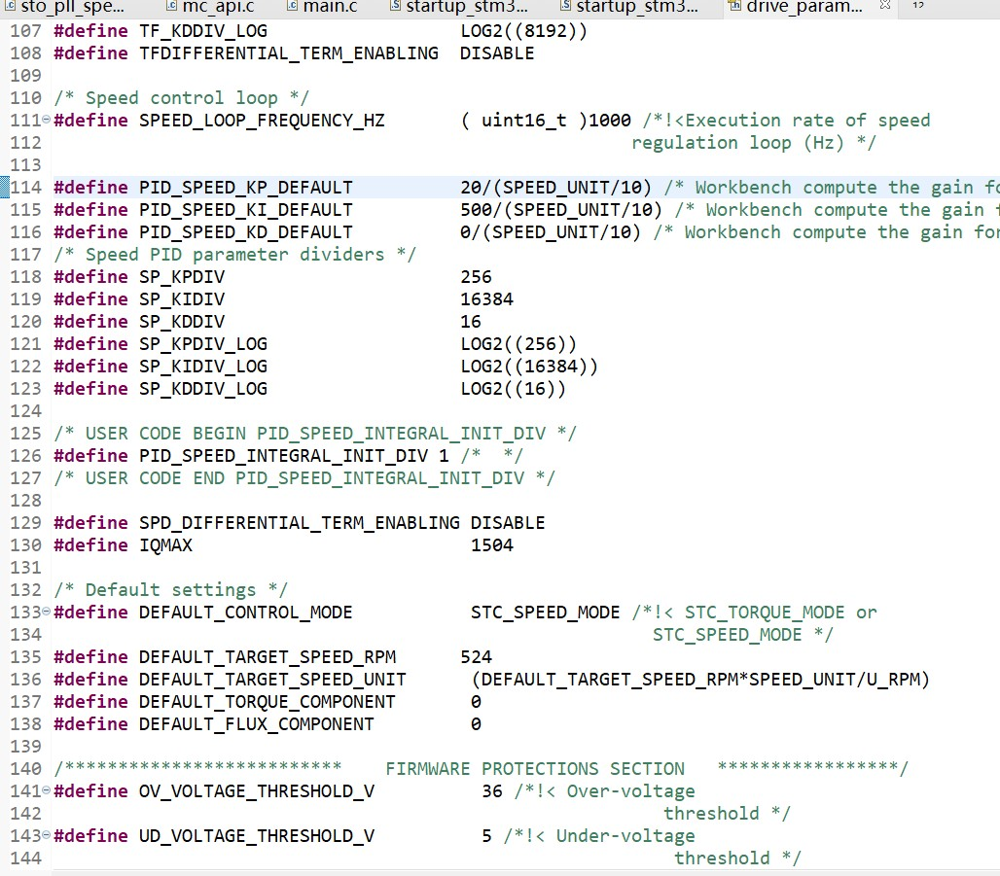 sto_pll_spe... mc_api.c main.c startup_stm3... startup_stm3... drive_param... 12
107 #define TF_KDDIV_LOG LOG2((8192))
108 #define TFDIFFERENTIAL_TERM_ENABLING DISABLE
109
110 /* Speed control loop */
111 #define SPEED_LOOP_FREQUENCY_HZ ( uint16_t )1000 /*!<Execution rate of speed
112 regulation loop (Hz) */
113
114 #define PID_SPEED_KP_DEFAULT 20/(SPEED_UNIT/10) /* Workbench compute the gain fo
115 #define PID_SPEED_KI_DEFAULT 500/(SPEED_UNIT/10) /* Workbench compute the gain f
116 #define PID_SPEED_KD_DEFAULT 0/(SPEED_UNIT/10) /* Workbench compute the gain for
117 /* Speed PID parameter dividers */
118 #define SP_KPDIV 256
119 #define SP_KIDIV 16384
120 #define SP_KDDIV 16
121 #define SP_KPDIV_LOG LOG2((256))
122 #define SP_KIDIV_LOG LOG2((16384))
123 #define SP_KDDIV_LOG LOG2((16))
124
125 /* USER CODE BEGIN PID_SPEED_INTEGRAL_INIT_DIV */
126 #define PID_SPEED_INTEGRAL_INIT_DIV 1 /*  */
127 /* USER CODE END PID_SPEED_INTEGRAL_INIT_DIV */
128
129 #define SPD_DIFFERENTIAL_TERM_ENABLING DISABLE
130 #define IQMAX 1504
131
132 /* Default settings */
133 #define DEFAULT_CONTROL_MODE STC_SPEED_MODE /*!< STC_TORQUE_MODE or
134 STC_SPEED_MODE */
135 #define DEFAULT_TARGET_SPEED_RPM 524
136 #define DEFAULT_TARGET_SPEED_UNIT (DEFAULT_TARGET_SPEED_RPM*SPEED_UNIT/U_RPM)
137 #define DEFAULT_TORQUE_COMPONENT 0
138 #define DEFAULT_FLUX_COMPONENT 0
139
140 /************************** FIRMWARE PROTECTIONS SECTION *****************/
141 #define OV_VOLTAGE_THRESHOLD_V 36 /*!< Over-voltage
142 threshold */
143 #define UD_VOLTAGE_THRESHOLD_V 5 /*!< Under-voltage
144 threshold */